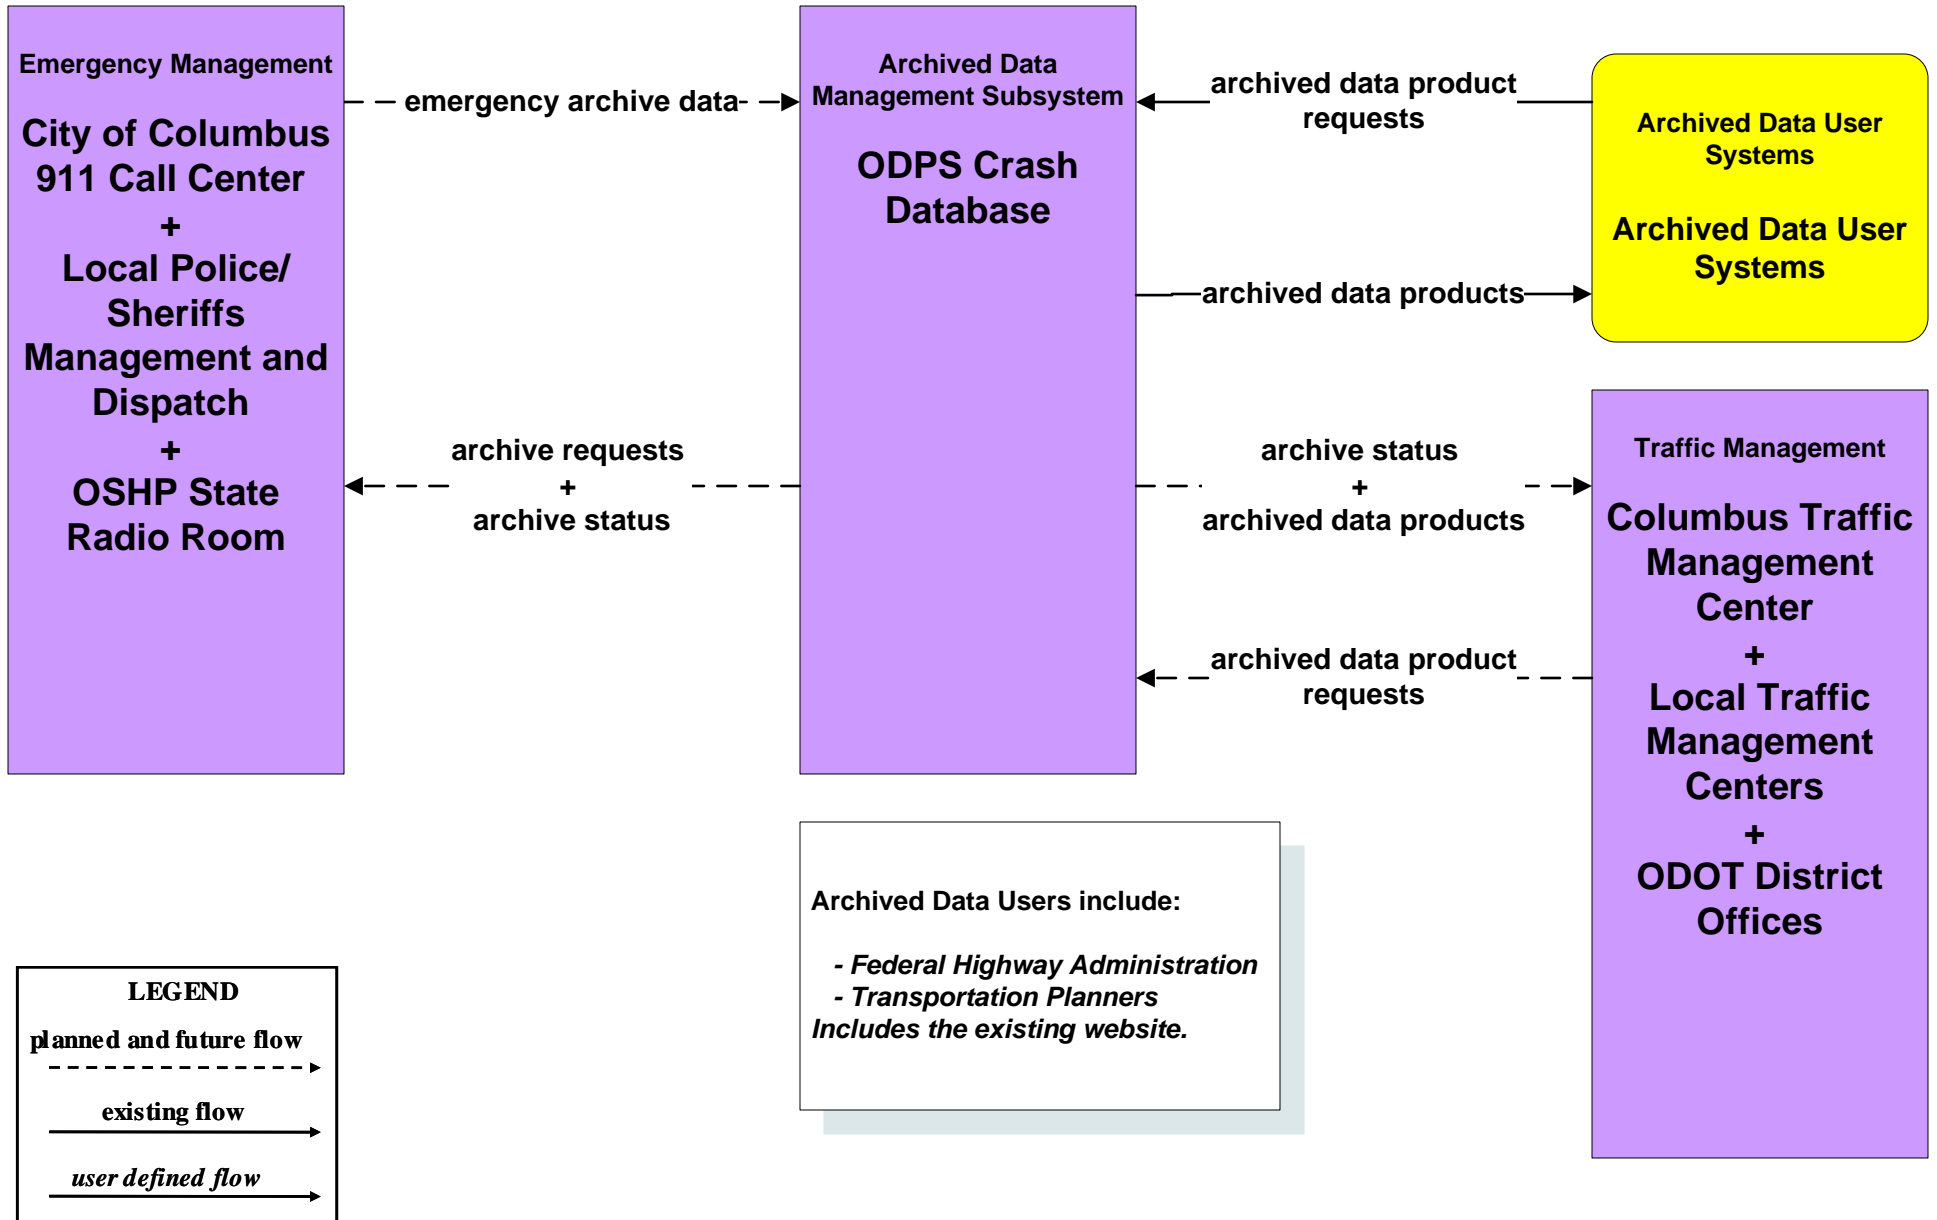 Emergency Management
City of Columbus
911 Call Center
+
Local Police/
Sheriffs
Management and
Dispatch
+
OSHP State
Radio Room
emergency archive data
archive requests
+
archive status
Archived Data
Management Subsystem
ODPS Crash
Database
archived data product
requests
archived data products
archive status
+
archived data products
archived data product
requests
Archived Data User
Systems
Archived Data User
Systems
Traffic Management
Columbus Traffic
Management
Center
+
Local Traffic
Management
Centers
+
ODOT District
Offices
Archived Data Users include:
- Federal Highway Administration
- Transportation Planners
Includes the existing website.
LEGEND
planned and future flow
existing flow
user defined flow